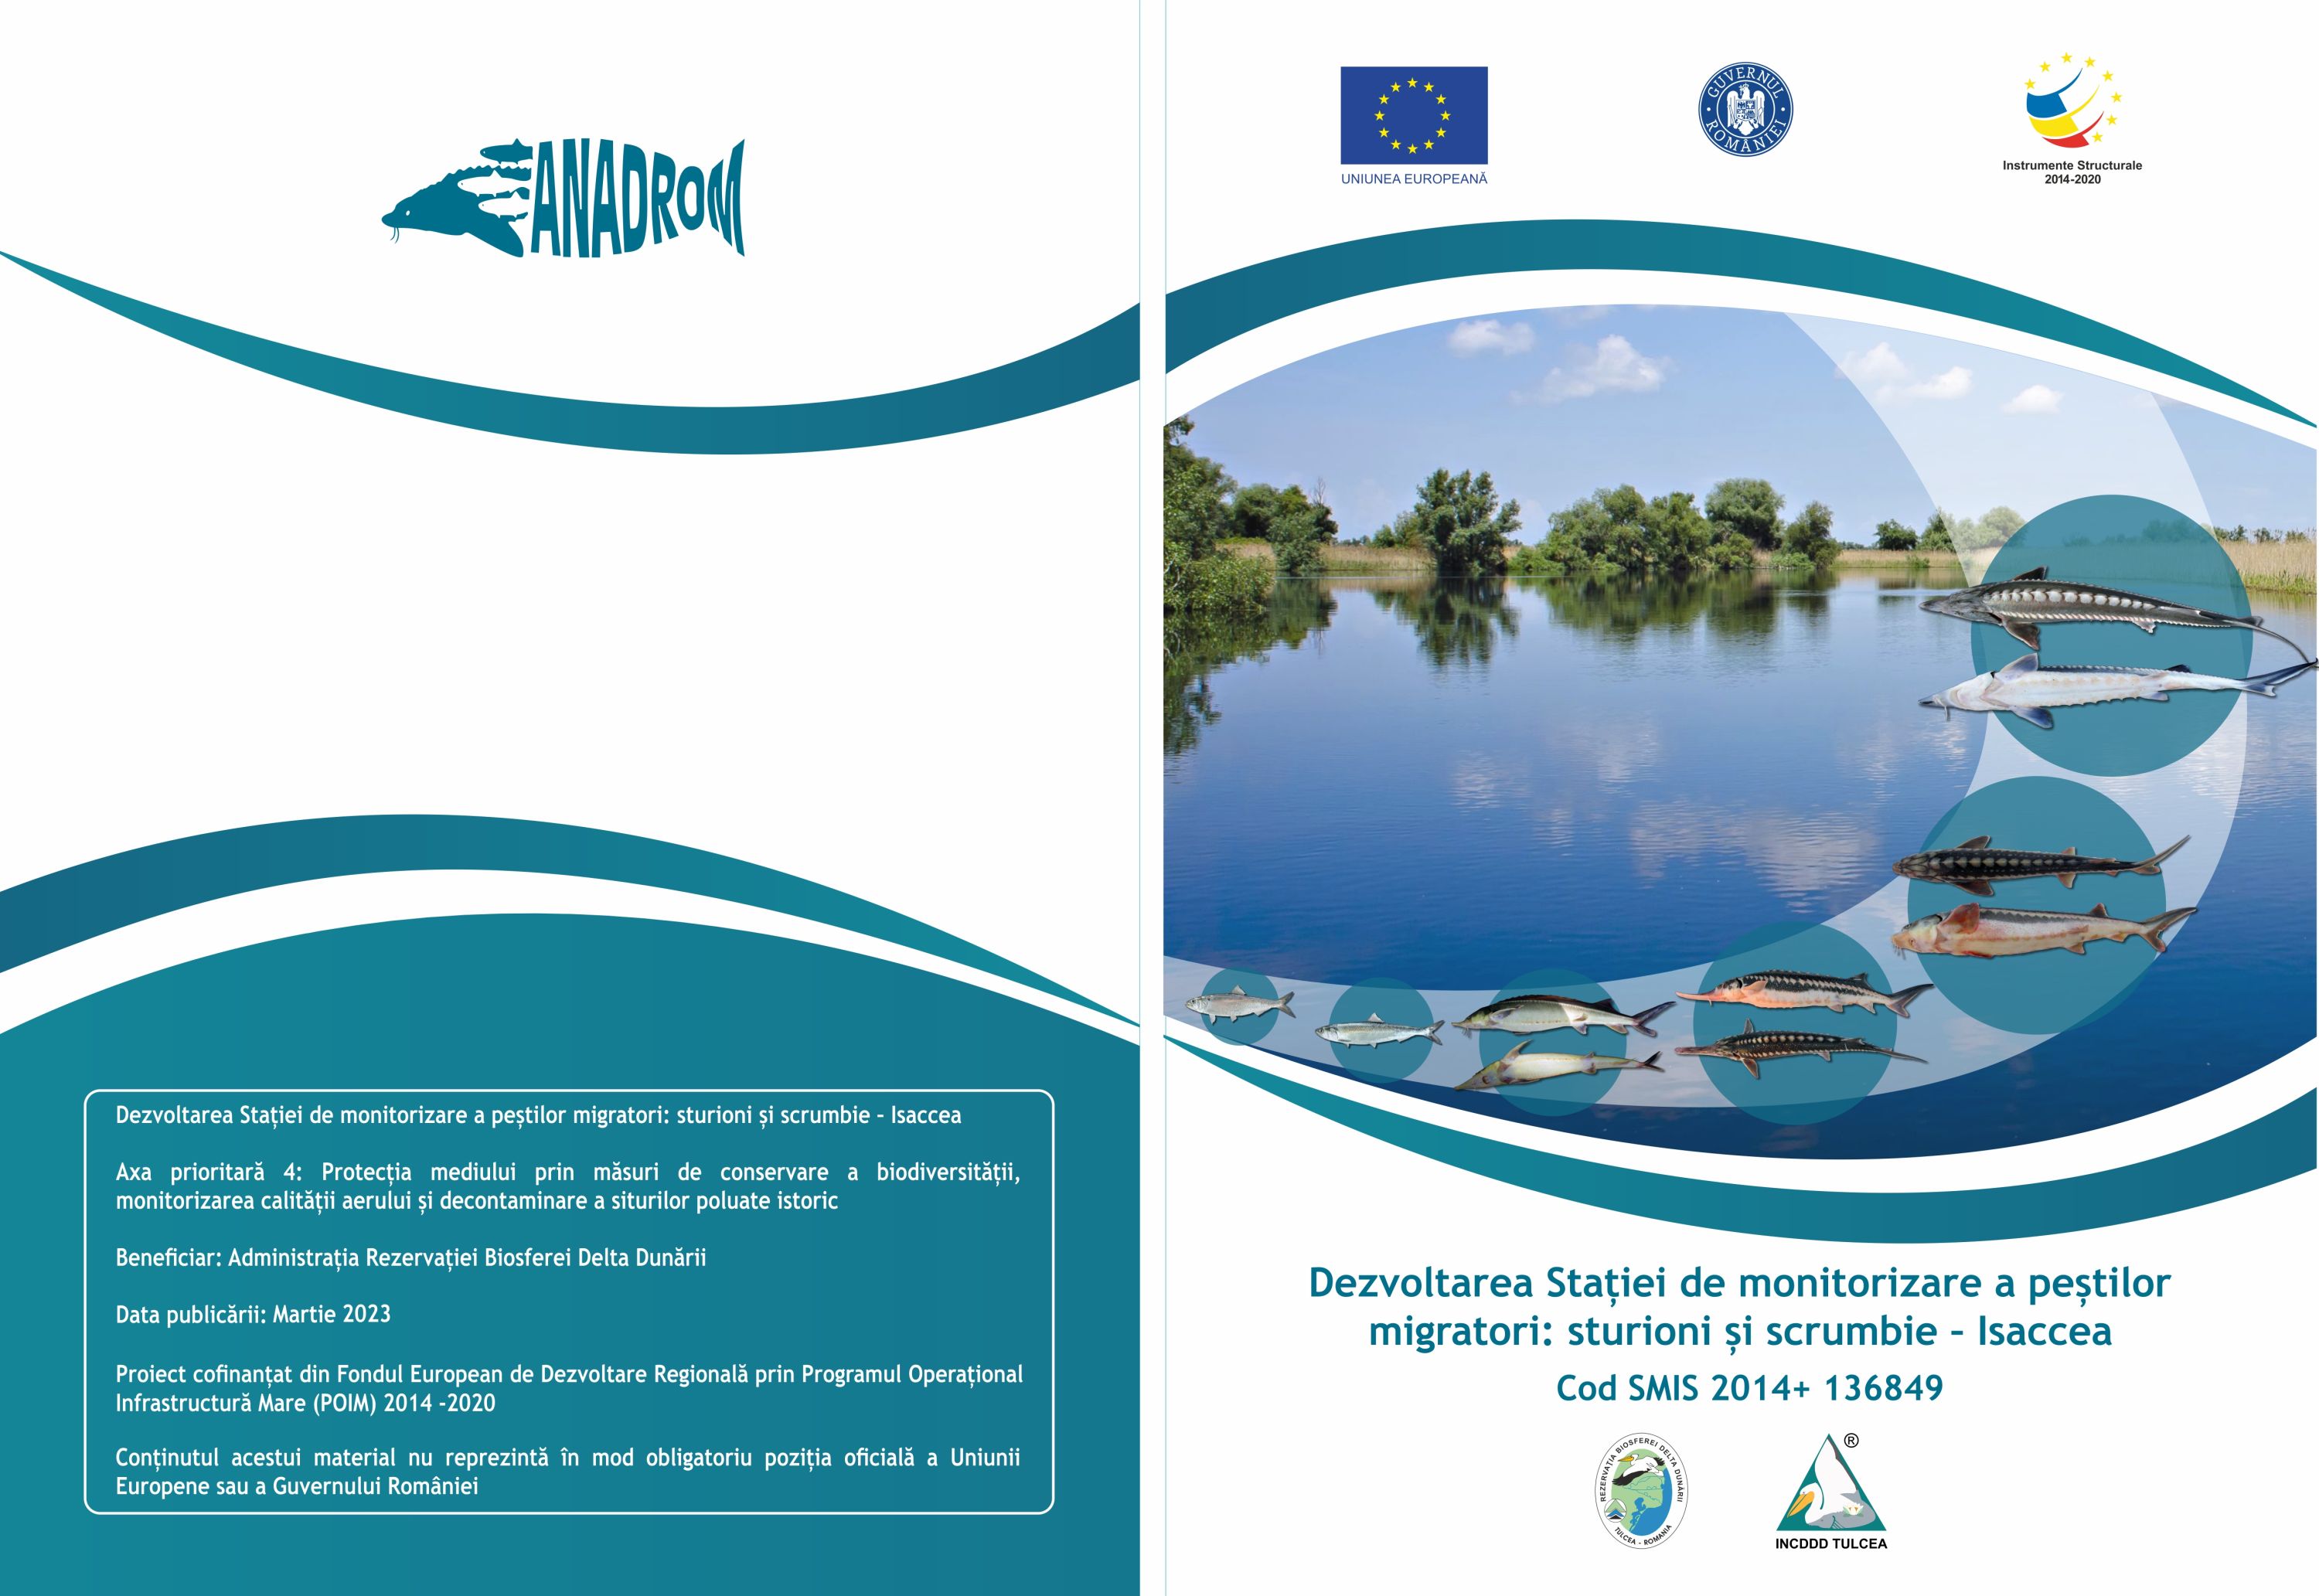 ANADROM
Dezvoltarea Stației de monitorizare a peștilor migratori: sturioni și scrumbie – Isaccea
Axa prioritară 4: Protecția mediului prin măsuri de conservare a biodiversității,
monitorizarea calității aerului și decontaminare a siturilor poluate istoric
Beneficiar: Administrația Rezervației Biosferei Delta Dunării
Data publicării: Martie 2023
Proiect cofinanțat din Fondul European de Dezvoltare Regională prin Programul Operațional
Infrastructură Mare (POIM) 2014 -2020
Conținutul acestui material nu reprezintă în mod obligatoriu poziția oficială a Uniunii
Europene sau a Guvernului României
UNIUNEA EUROPEANĂ
GUVERNUL ROMÂNIEI
Instrumente Structurale
2014-2020
Dezvoltarea Stației de monitorizare a peștilor
migratori: sturioni și scrumbie – Isaccea
Cod SMIS 2014+ 136849
REZERVAȚIA BIOSFEREI DELTA DUNĂRII
TULCEA - ROMANIA
®
INCDDD TULCEA